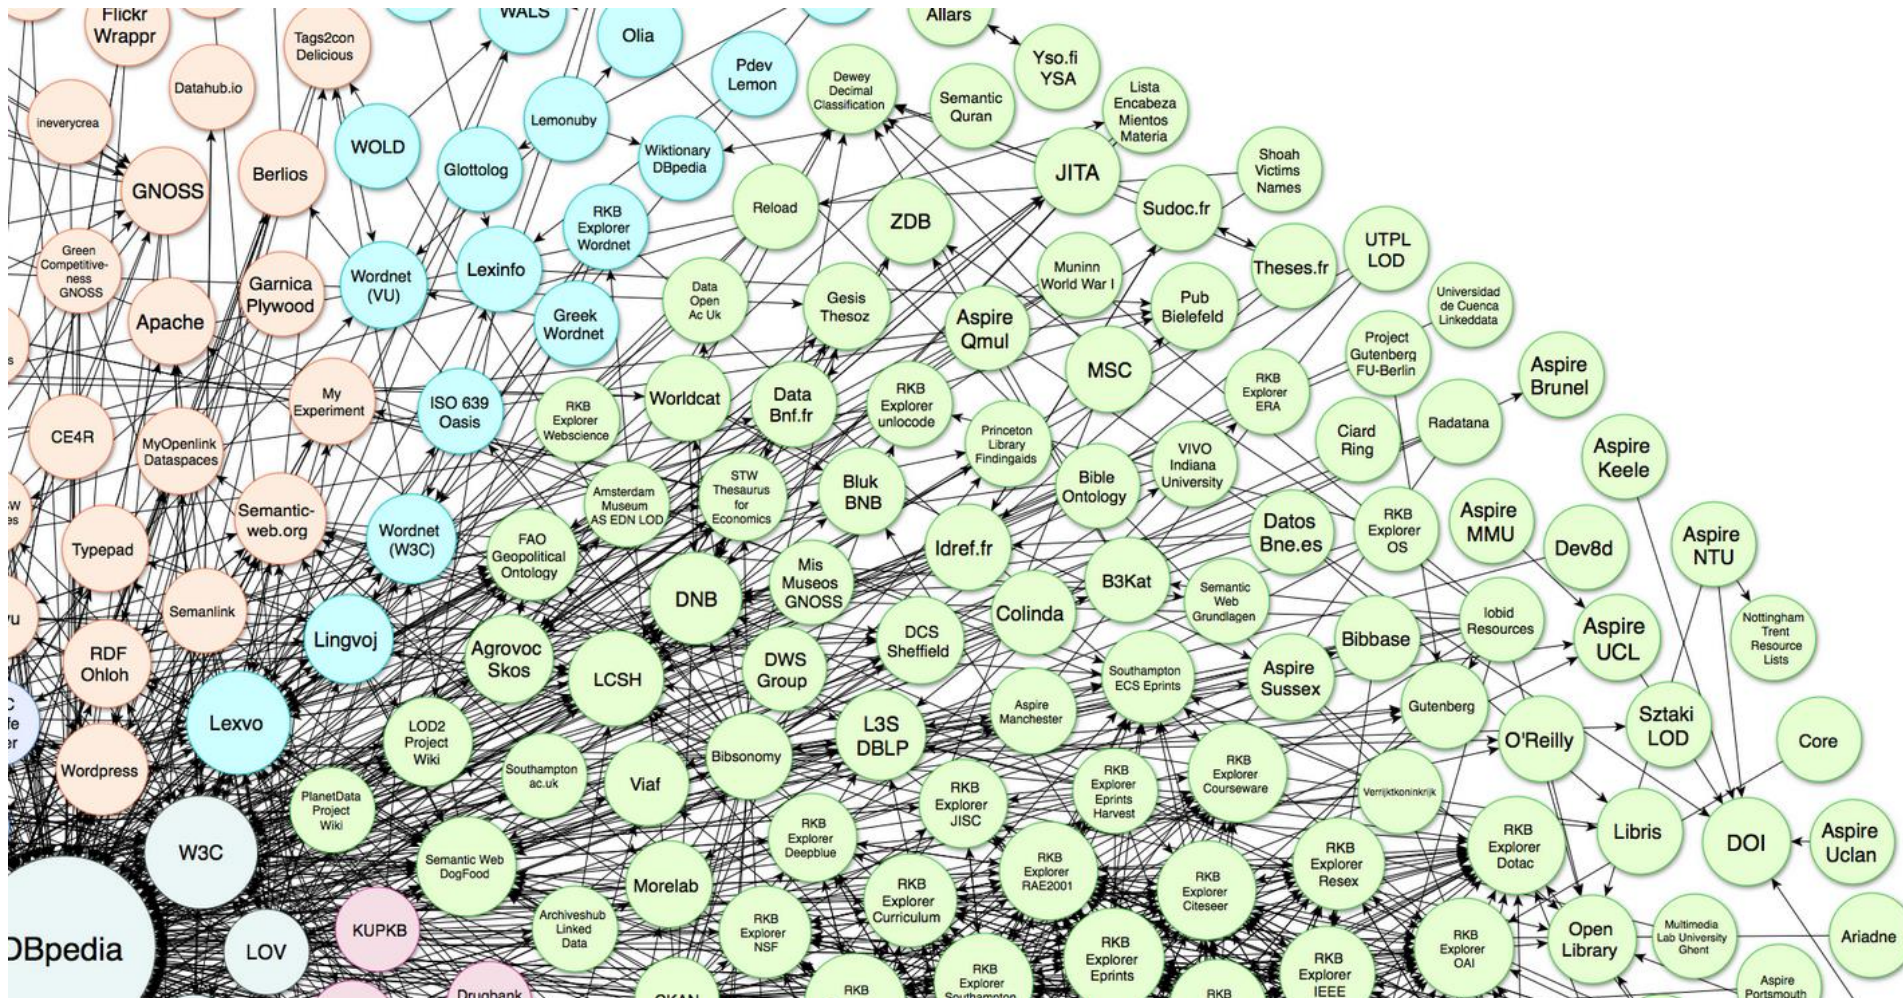 Flickr
Wrappr
WALS
Olia
Allars
Tags2con
Delicious
Datahub.io
Pdev
Lemon
Dewey
Decimal
Classification
Semantic
Quran
Yso.fi
YSA
Lista
Encabeza
Mientos
Materia
ineverycrea
WOLD
Lemonuby
Wiktionary
DBpedia
JITA
Shoah
Victims
Names
GNOSS
Berlios
Glottolog
RKB
Explorer
Wordnet
Reload
ZDB
Sudoc.fr
Theses.fr
UTPL
LOD
Green
Competitive-
ness
GNOSS
Garnica
Plywood
Wordnet
(VU)
Lexinfo
Data
Open
Ac Uk
Gesis
Thesoz
Muninn
World War I
Pub
Bielefeld
Universidad
de Cuenca
Linkeddata
Apache
Greek
Wordnet
Aspire
Qmul
Project
Gutenberg
FU-Berlin
Aspire
Brunel
MSC
My
Experiment
ISO 639
Oasis
RKB
Explorer
Webscience
Worldcat
Data
Bnf.fr
RKB
Explorer
unlocode
RKB
Explorer
ERA
CE4R
MyOpenlink
Dataspaces
Princeton
Library
Findingaids
Ciard
Ring
Radatana
Aspire
Keele
Semantic-
web.org
Amsterdam
Museum
AS EDN LOD
STW
Thesaurus
for
Economics
Bluk
BNB
Bible
Ontology
VIVO
Indiana
University
Typepad
Wordnet
(W3C)
FAO
Geopolitical
Ontology
Idref.fr
Datos
Bne.es
RKB
Explorer
OS
Aspire
MMU
Dev8d
Aspire
NTU
Semanlink
DNB
Mis
Museos
GNOSS
Colinda
B3Kat
Semantic
Web
Grundlagen
Bibbase
lobid
Resources
Aspire
UCL
Nottingham
Trent
Resource
Lists
RDF
Ohloh
Lingvoj
Agrovoc
Skos
LCSH
DWS
Group
DCS
Sheffield
Southampton
ECS Eprints
Aspire
Sussex
Lexvo
LOD2
Project
Wiki
L3S
DBLP
Aspire
Manchester
Gutenberg
O'Reilly
Sztaki
LOD
Core
Wordpress
Southampton
ac.uk
Viaf
Bibsonomy
PlanetData
Project
Wiki
RKB
Explorer
JISC
RKB
Explorer
Eprints
Harvest
RKB
Explorer
Courseware
Verrijktkoninkrijk
W3C
Semantic Web
DogFood
Morelab
RKB
Explorer
Deepblue
RKB
Explorer
RAE2001
RKB
Explorer
Citeseer
RKB
Explorer
Resex
RKB
Explorer
Dotac
Libris
DOI
Aspire
Uclan
DBpedia
LOV
KUPKB
Archiveshub
Linked
Data
RKB
Explorer
NSF
RKB
Explorer
Curriculum
RKB
Explorer
Eprints
RKB
Explorer
IEEE
RKB
Explorer
OAI
Open
Library
Multimedia
Lab University
Ghent
Ariadne
Drugbank
CKAN
RKB
RKB
Explorer
Southampton
RKB
Aspire
Portsmouth